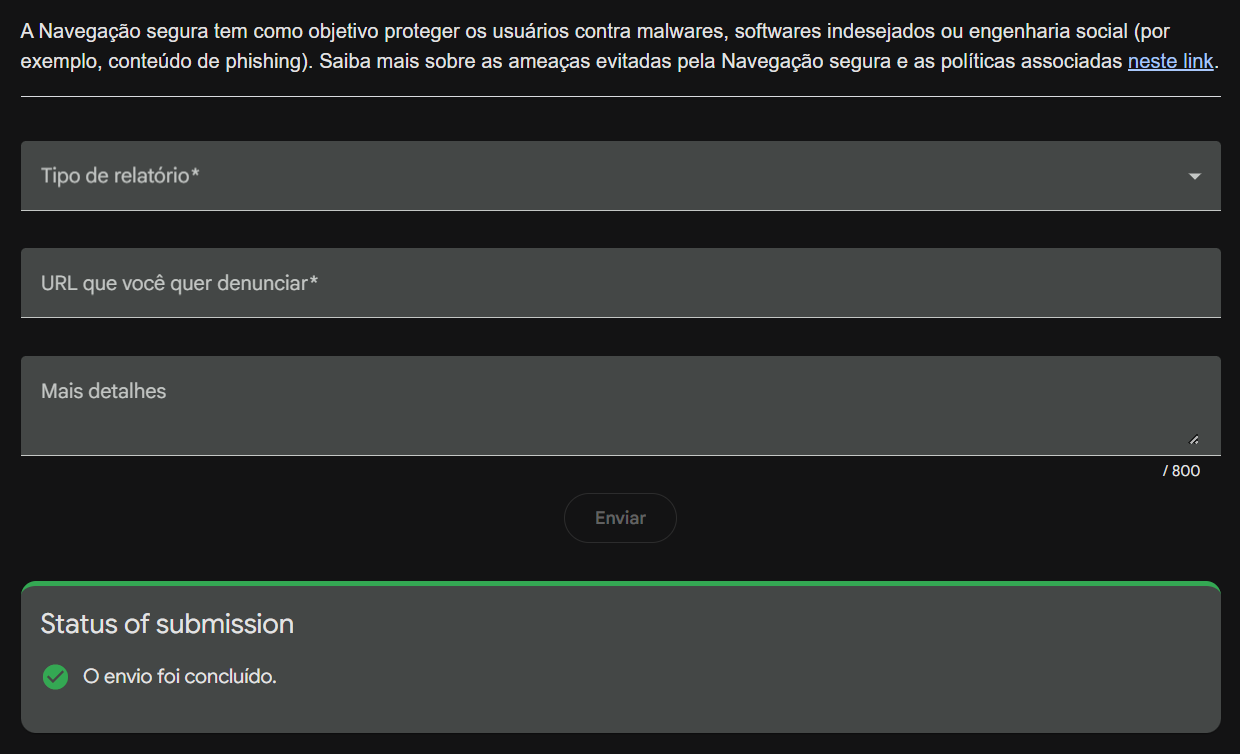 A Navegação segura tem como objetivo proteger os usuários contra malwares, softwares indesejados ou engenharia social (por
exemplo, conteúdo de phishing). Saiba mais sobre as ameaças evitadas pela Navegação segura e as políticas associadas neste link.
Tipo de relatório*
URL que você quer denunciar*
Mais detalhes
/ 800
Enviar
Status of submission
O envio foi concluído.